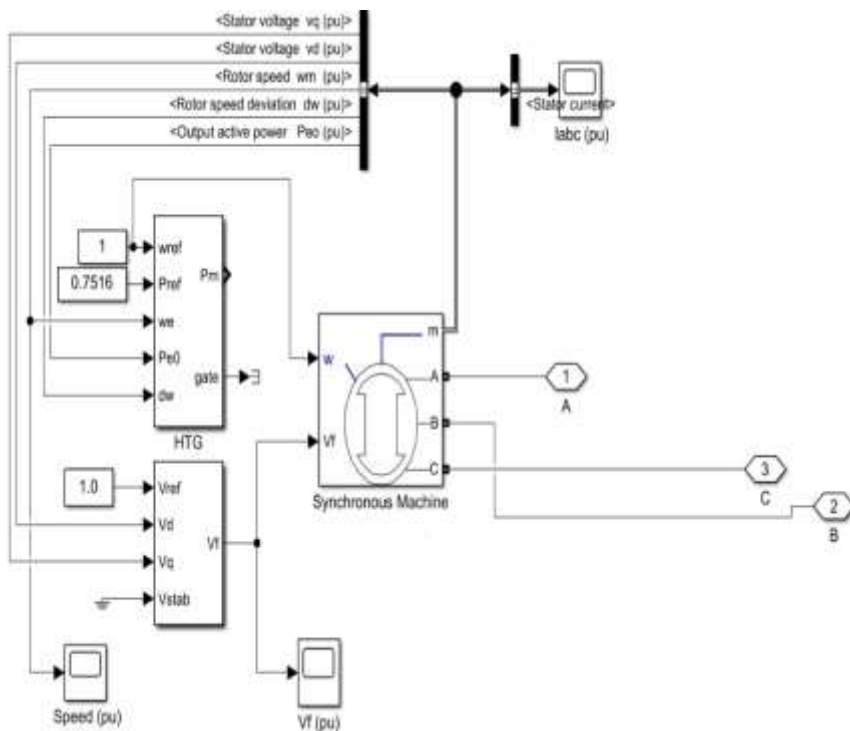 <Stator voltage vq (pu)>
<Stator voltage vd (pu)>
<Rotor speed wm (pu)>
<Rotor speed deviation dw (pu)>
<Output active power Peo (pu)>
<Stator current>
Iabc (pu)
1
wref
Pref
we
Pe0
dw
Pm
gate
0.7516
HTG
w
Vf
m
A
B
C
Synchronous Machine
1
A
3
C
2
B
1.0
Vref
Vd
Vq
Vstab
Vf
Speed (pu)
Vf (pu)